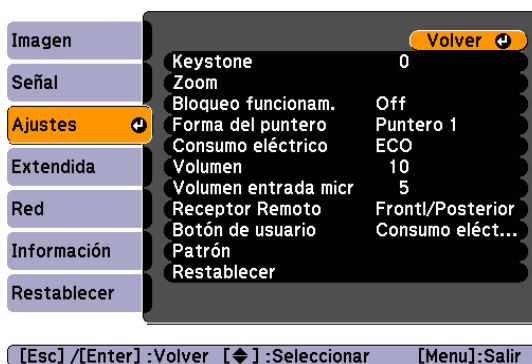 Imagen
Señal
Ajustes
Extendida
Red
Información
Restablecer
Volver
Keystone 0
Zoom
Bloqueo funcionam. Off
Forma del puntero Puntero 1
Consumo eléctrico ECO
Volumen 10
Volumen entrada micr 5
Receptor Remoto Frontl/Posterior
Botón de usuario Consumo eléct...
Patrón
Restablecer
[Esc] /[Enter] :Volver [◆] :Seleccionar [Menu]:Salir